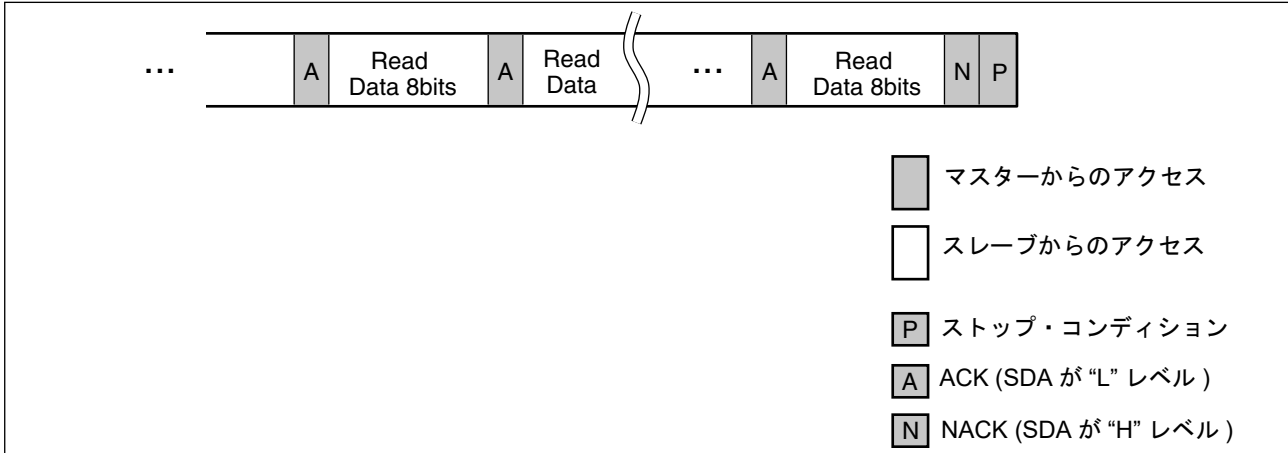 ... A Read Data 8bits A Read Data ... A Read Data 8bits N P
マスターからのアクセス
スレーブからのアクセス
P ストップ・コンディション
A ACK (SDA が “L” レベル )
N NACK (SDA が “H” レベル )